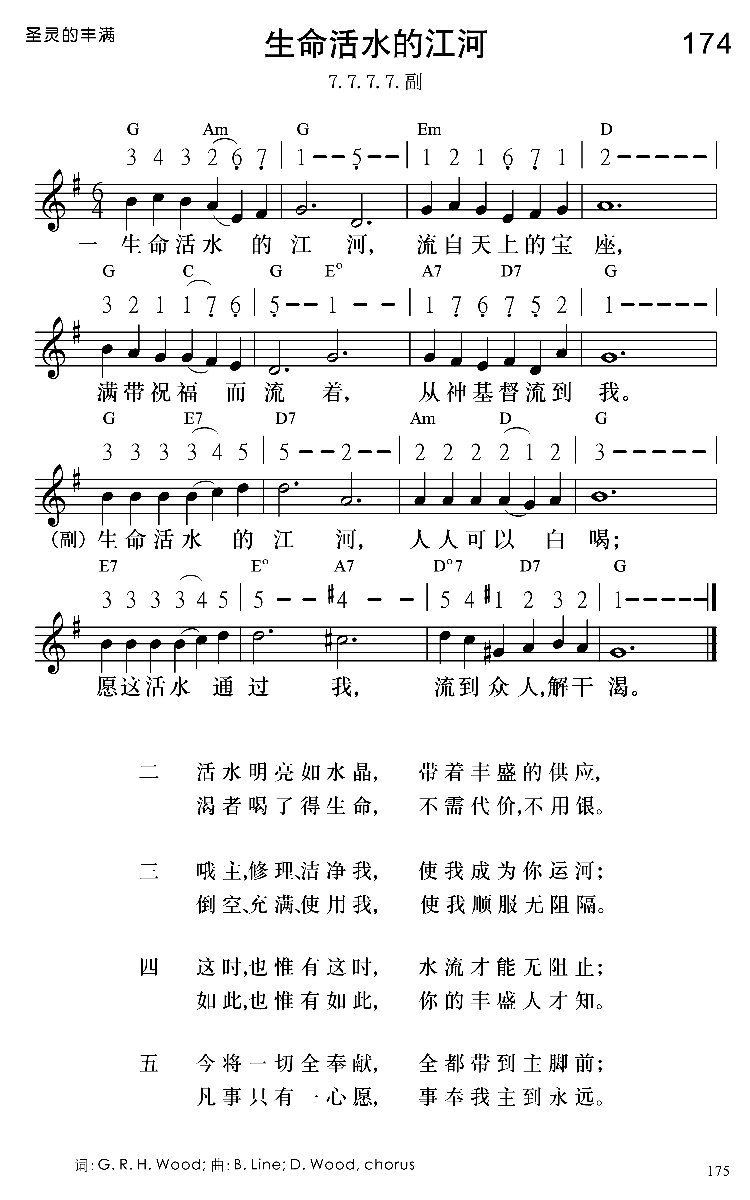 圣灵的丰满
生命活水的江河
174
7. 7. 7. 7. 副
G Am G Em D
3 4 3 2 6 7 | 1 - - 5 - - | 1 2 1 6 7 1 | 2 - - - - - |
一 生命活水 的 江 河, 流自天上的宝 座,
G C G E° A7 D7 G
3 2 1 1 7 6 | 5 - - 1 - - | 1 7 6 7 5 2 | 1 - - - - - |
满带祝福 而 流 着, 从神基督流到 我。
G E7 D7 Am D G
3 3 3 3 4 5 | 5 - - 2 - - | 2 2 2 2 1 2 | 3 - - - - - |
(副) 生命活水 的 江 河, 人人可以 白 喝;
E7 E° A7 D°7 D7 G
3 3 3 3 4 5 | 5 - - #4 - - | 5 4 #1 2 3 2 | 1 - - - - - ‖
愿这活水 通 过 我, 流到众人,解干 渴。
二 活水明亮如水晶, 带着丰盛的供应,
渴者喝了得生命, 不需代价,不用银。
三 哦主,修理、洁净我, 使我成为你运河;
倒空、充满、使用我, 使我顺服无阻隔。
四 这时,也惟有这时, 水流才能无阻止;
如此,也惟有如此, 你的丰盛人才知。
五 今将一切全奉献, 全都带到主脚前;
凡事只有一心愿, 事奉我主到永远。
词: G. R. H. Wood; 曲: B. Line; D. Wood, chorus
175